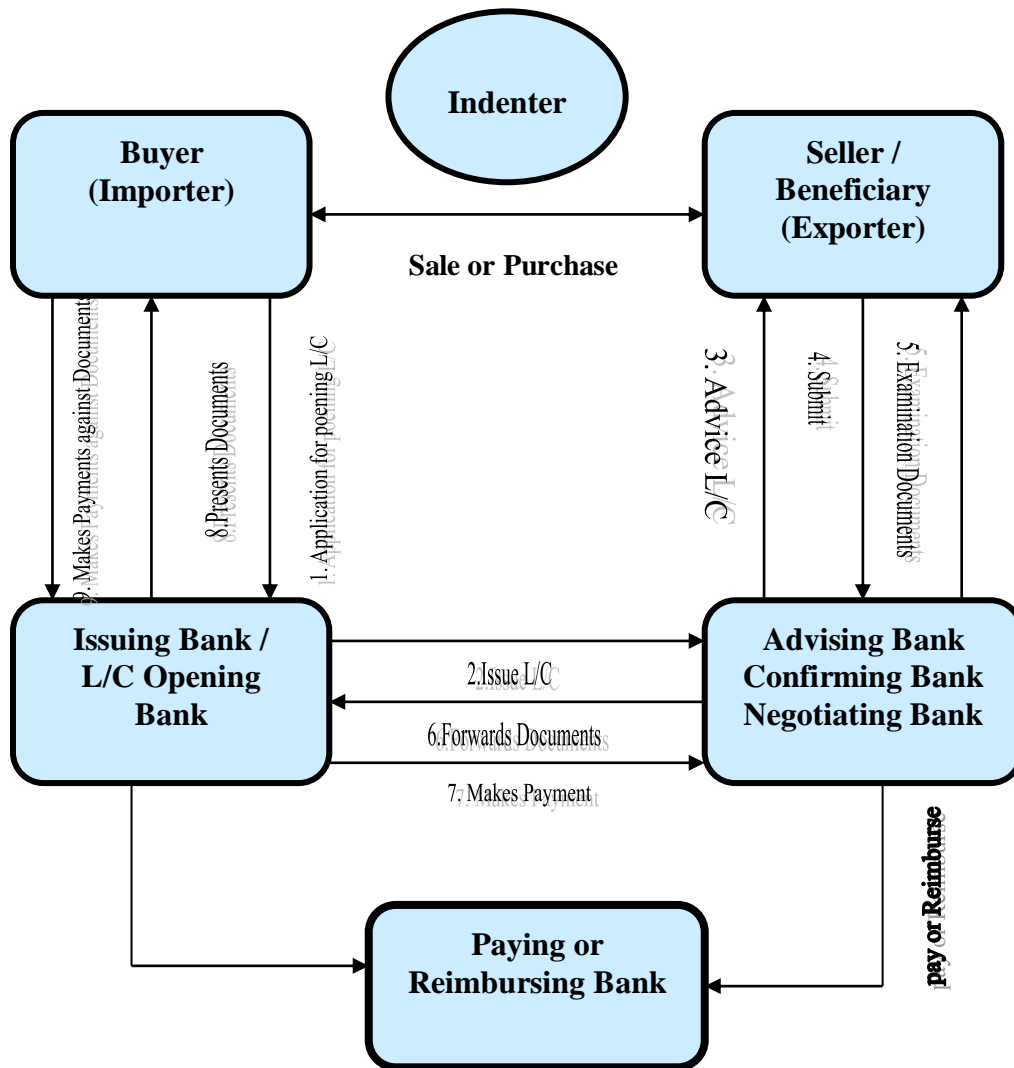 Indenter
Buyer
(Importer)
Seller /
Beneficiary
(Exporter)
Sale or Purchase
9. Makes Payments against Documents
8.Presents Documents
1. Application for poening L/C
3. Advice L/C
4. Submit
5. Examination Documents
Issuing Bank /
L/C Opening
Bank
2.Issue L/C
6.Forwards Documents
7. Makes Payment
Advising Bank
Confirming Bank
Negotiating Bank
pay or Reimburse
Paying or
Reimbursing Bank